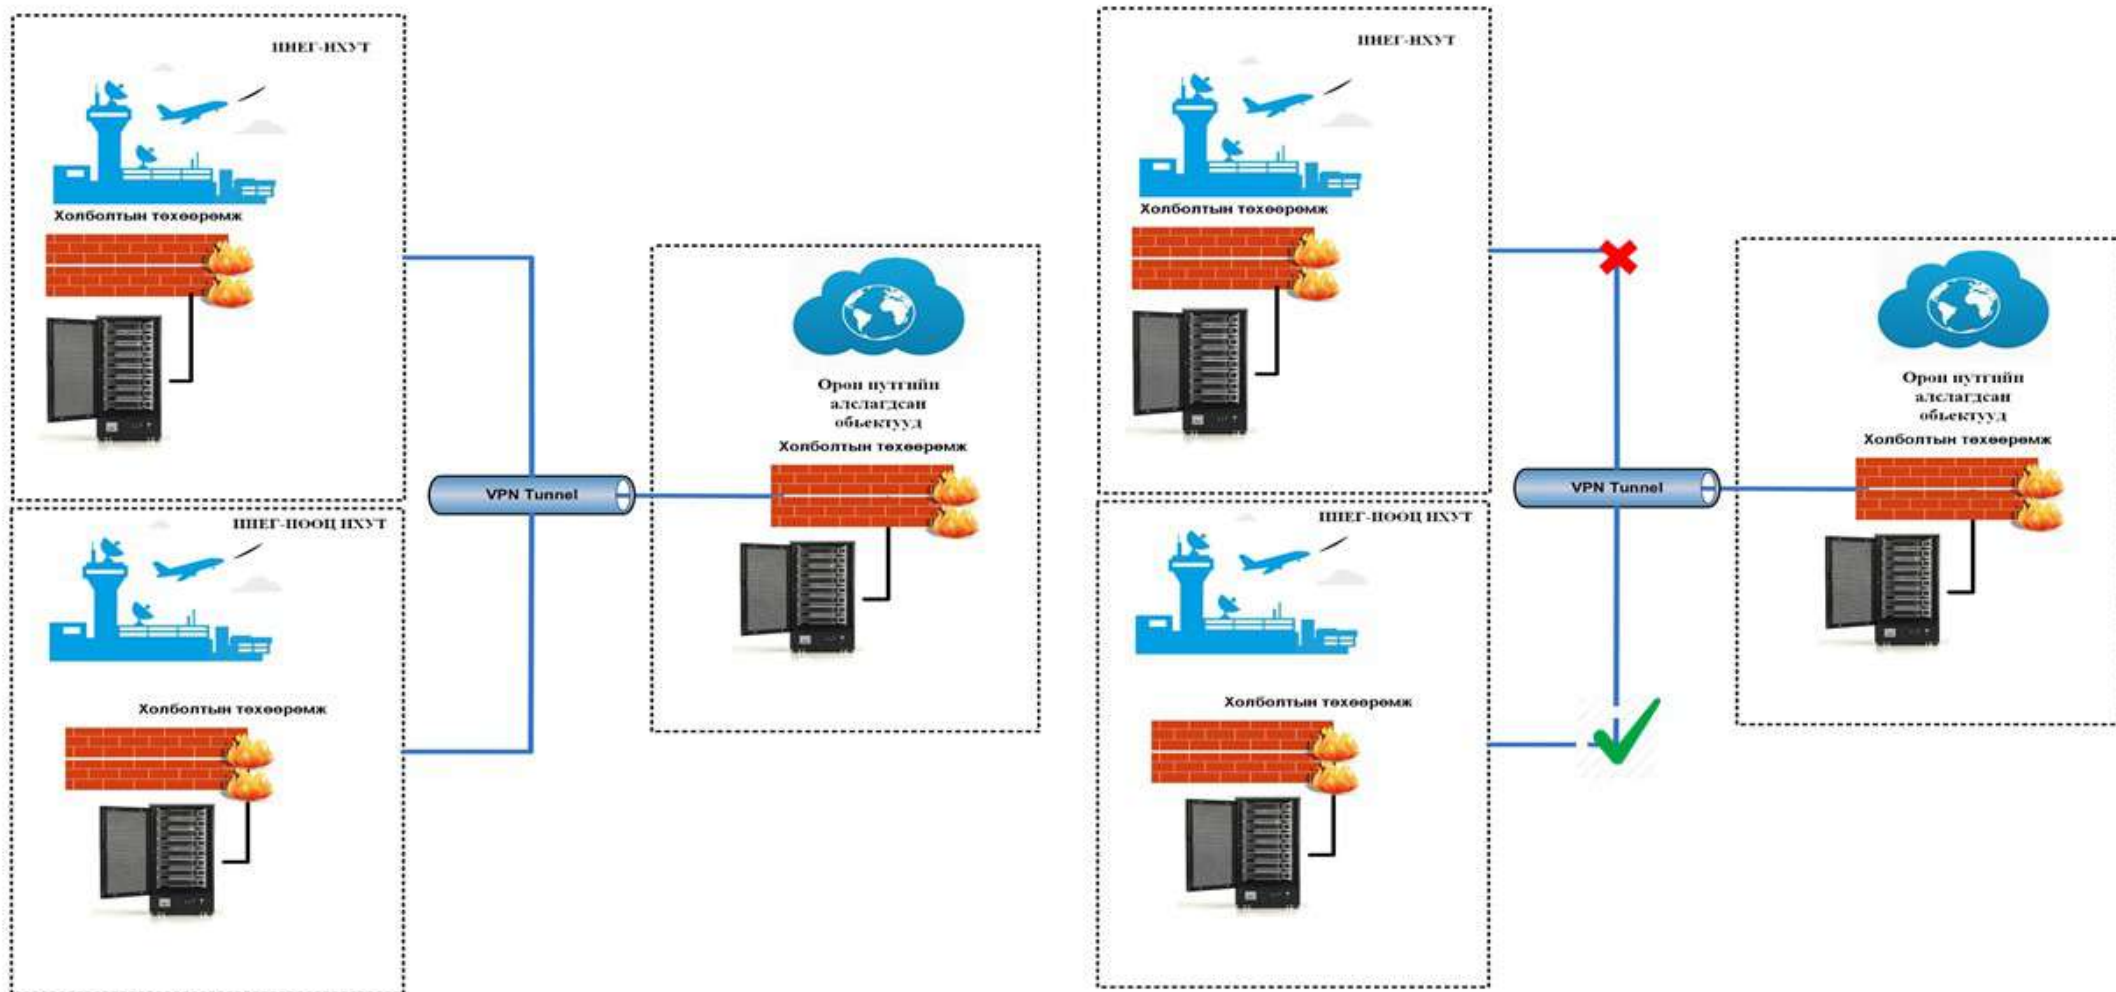 ИНЕГ-НХУТ
Холболтын төхөөрөмж
ИНЕГ-НООЦ НХУТ
Холболтын төхөөрөмж
VPN Tunnel
Орон нутгийн
алслагдсан
обьектууд
Холболтын төхөөрөмж
ИНЕГ-НХУТ
Холболтын төхөөрөмж
ИНЕГ-НООЦ НХУТ
Холболтын төхөөрөмж
VPN Tunnel
Орон нутгийн
алслагдсан
обьектууд
Холболтын төхөөрөмж